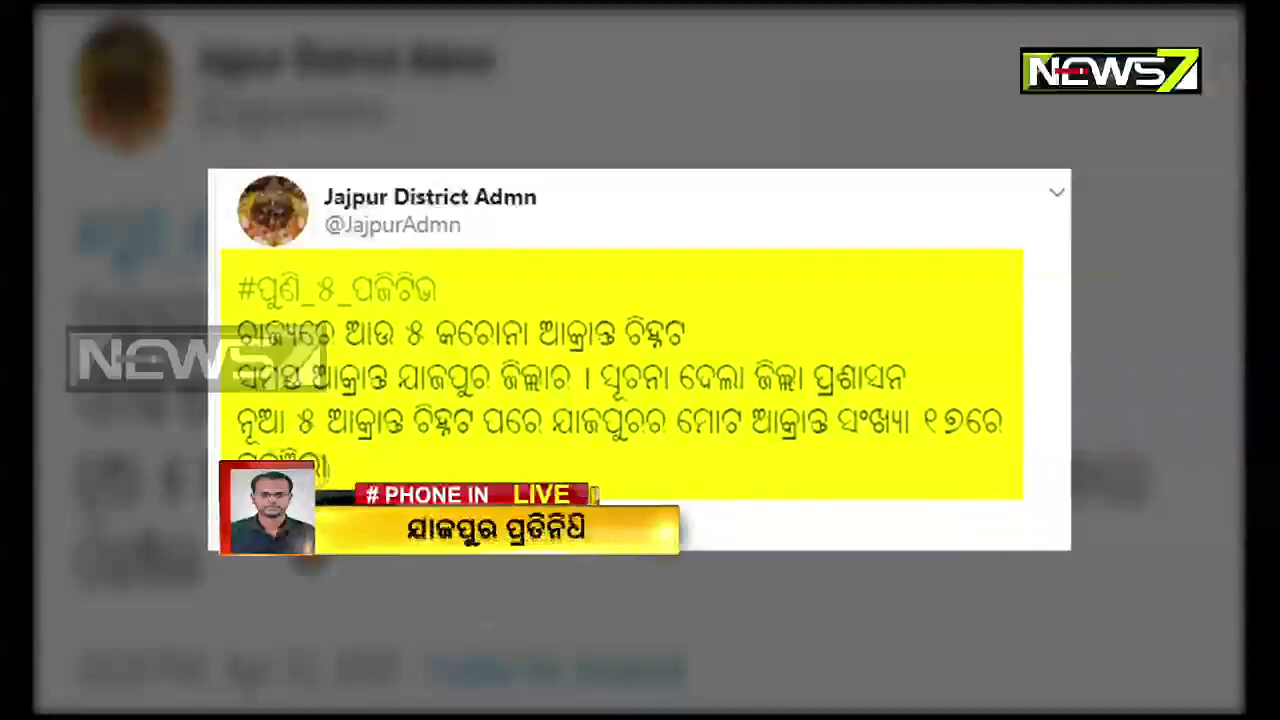 NEWS7
Jajpur District Admn
@JajpurAdmn
#ପୁଣି_୫_ପଜିଟିଭ
ରାଜ୍ୟରେ ଆଉ ୫ କରୋନା ଆକ୍ରାନ୍ତ ଚିହ୍ନଟ
ସମସ୍ତ ଆକ୍ରାନ୍ତ ଯାଜପୁର ଜିଲ୍ଲାର । ସୂଚନା ଦେଲା ଜିଲ୍ଲା ପ୍ରଶାସନ
ନୂଆ ୫ ଆକ୍ରାନ୍ତ ଚିହ୍ନଟ ପରେ ଯାଜପୁରର ମୋଟ ଆକ୍ରାନ୍ତ ସଂଖ୍ୟା ୧୭ରେ
NEWS7
# PHONE IN LIVE
ଯାଜପୁର ପ୍ରତିନିଧି